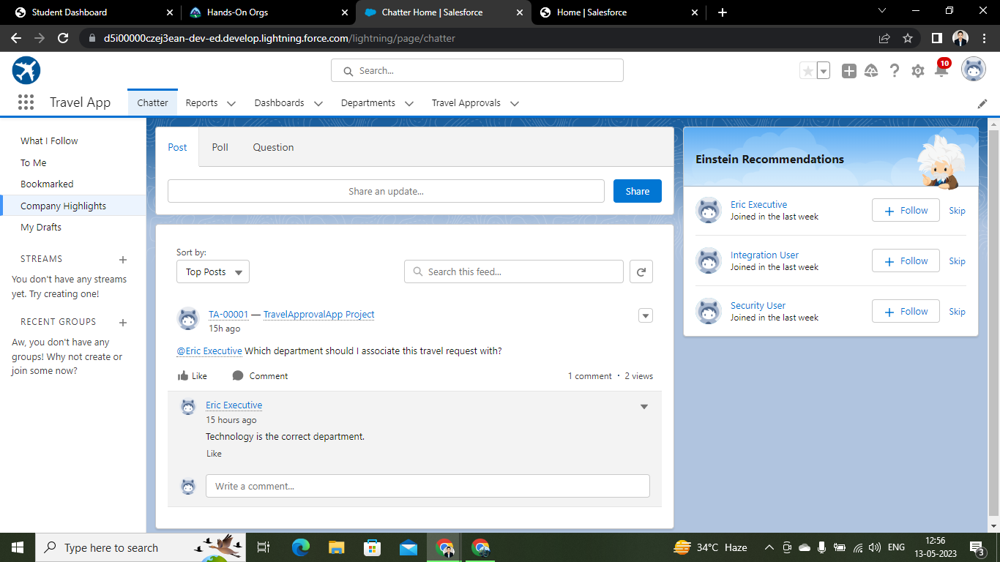 Student Dashboard
Hands-On Orgs
Chatter Home | Salesforce
Home | Salesforce
d5i00000czej3ean-dev-ed.develop.lightning.force.com/lightning/page/chatter
Search...
10
Travel App
Chatter
Reports
Dashboards
Departments
Travel Approvals
What I Follow
To Me
Bookmarked
Company Highlights
My Drafts
STREAMS
You don't have any streams
yet. Try creating one!
RECENT GROUPS
Aw, you don't have any
groups! Why not create or
join some now?
Post
Poll
Question
Share an update...
Share
Sort by:
Top Posts
Search this feed...
TA-00001 — TravelApprovalApp Project
15h ago
@Eric Executive Which department should I associate this travel request with?
Like
Comment
1 comment · 2 views
Eric Executive
15 hours ago
Technology is the correct department.
Like
Write a comment...
Einstein Recommendations
Eric Executive
Joined in the last week
Follow
Skip
Integration User
Joined in the last week
Follow
Skip
Security User
Joined in the last week
Follow
Skip
Type here to search
34°C Haze
ENG
12:56
13-05-2023
3